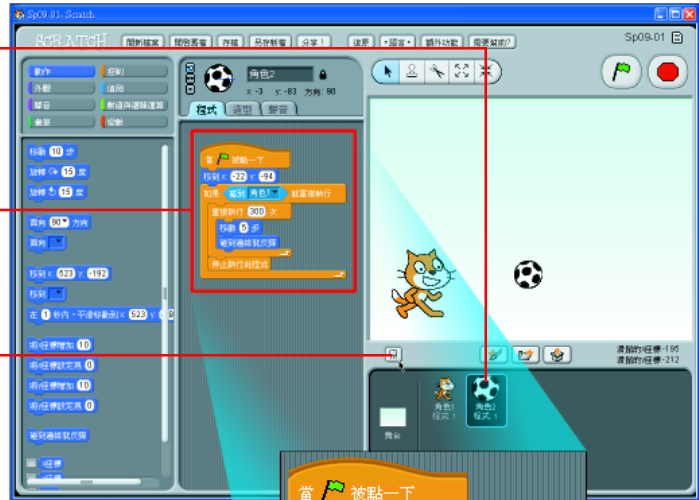 Sp09-01 - Scratch
SCRATCH 開新檔案 開啟舊檔 存檔 另存新檔 分享! 復原 語言 額外功能 需要幫助? Sp09-01
動作 控制
外觀 偵測
聲音 數值與邏輯運算
畫筆 變數
角色2
x: -3 y: -83 方向: 90
程式 造型 聲音
移動 10 步
旋轉 15 度
旋轉 15 度
面向 90 方向
面向
移到 x: 523 y: -192
移到
在 1 秒內,平滑移動到 x: 523 y:
將x座標增加 10
將x座標設定為 0
將y座標增加 10
將y座標設定為 0
碰到邊緣就反彈
x座標
當 被點一下
移到 x: -22 y: -94
如果 碰到 角色1 就重複執行
重複執行 300 次
移動 5 步
碰到邊緣就反彈
停止執行此程式
滑鼠的x座標: -195
滑鼠的y座標: -212
舞台
角色1
程式: 1
角色2
程式: 1
當 被點一下